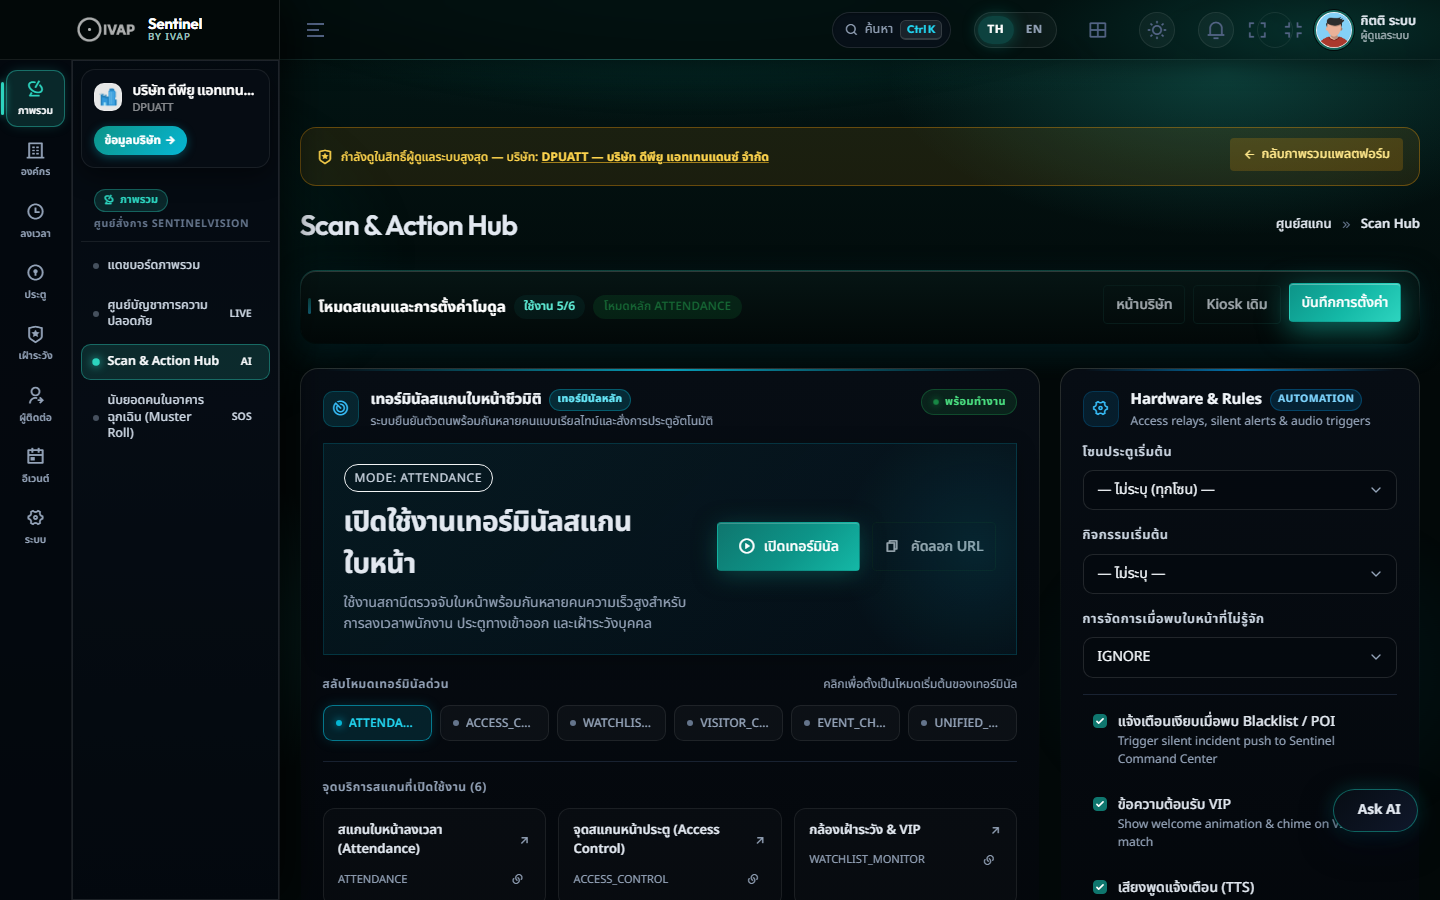 IVAP
Sentinel
BY IVAP
ค้นหา
Ctrl K
TH
EN
กิตติ ระบบ
ผู้ดูแลระบบ
ภาพรวม
องค์กร
ลงเวลา
ประตู
เฝ้าระวัง
ผู้ติดต่อ
อีเวนต์
ระบบ
บริษัท ดีพียู แอทเทน...
DPUATT
ข้อมูลบริษัท →
ภาพรวม
ศูนย์สั่งการ SENTINELVISION
แดชบอร์ดภาพรวม
ศูนย์บัญชาการความ
ปลอดภัย
LIVE
Scan & Action Hub
AI
นับยอดคนในอาคาร
ฉุกเฉิน (Muster
Roll)
SOS
กำลังดูในสิทธิ์ผู้ดูแลระบบสูงสุด — บริษัท: DPUATT — บริษัท ดีพียู แอทเทนแดนซ์ จำกัด
← กลับภาพรวมแพลตฟอร์ม
Scan & Action Hub
ศูนย์สแกน » Scan Hub
โหมดสแกนและการตั้งค่าโมดูล
ใช้งาน 5/6
โหมดหลัก ATTENDANCE
หน้าบริษัท
Kiosk เดิม
บันทึกการตั้งค่า
เทอร์มินัลสแกนใบหน้าชีวมิติ
เทอร์มินัลหลัก
ระบบยืนยันตัวตนพร้อมกันหลายคนแบบเรียลไทม์และสั่งการประตูอัตโนมัติ
พร้อมทำงาน
MODE: ATTENDANCE
เปิดใช้งานเทอร์มินัลสแกน
ใบหน้า
ใช้งานสถานีตรวจจับใบหน้าพร้อมกันหลายคนความเร็วสูงสำหรับ
การลงเวลาพนักงาน ประตูทางเข้าออก และเฝ้าระวังบุคคล
เปิดเทอร์มินัล
คัดลอก URL
สลับโหมดเทอร์มินัลด่วน
คลิกเพื่อตั้งเป็นโหมดเริ่มต้นของเทอร์มินัล
ATTENDA...
ACCESS_C...
WATCHLIS...
VISITOR_C...
EVENT_CH...
UNIFIED_...
จุดบริการสแกนที่เปิดใช้งาน (6)
สแกนใบหน้าลงเวลา
(Attendance)
ATTENDANCE
จุดสแกนหน้าประตู (Access
Control)
ACCESS_CONTROL
กล้องเฝ้าระวัง & VIP
WATCHLIST_MONITOR
Hardware & Rules
AUTOMATION
Access relays, silent alerts & audio triggers
โซนประตูเริ่มต้น
— ไม่ระบุ (ทุกโซน) —
กิจกรรมเริ่มต้น
— ไม่ระบุ —
การจัดการเมื่อพบใบหน้าที่ไม่รู้จัก
IGNORE
แจ้งเตือนเงียบเมื่อพบ Blacklist / POI
Trigger silent incident push to Sentinel
Command Center
ข้อความต้อนรับ VIP
Show welcome animation & chime on
match
Ask AI
เสียงพูดแจ้งเตือน (TTS)